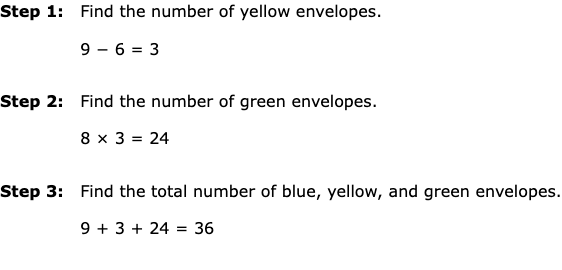 Step 1: Find the number of yellow envelopes.
9 − 6 = 3
Step 2: Find the number of green envelopes.
8 × 3 = 24
Step 3: Find the total number of blue, yellow, and green envelopes.
9 + 3 + 24 = 36